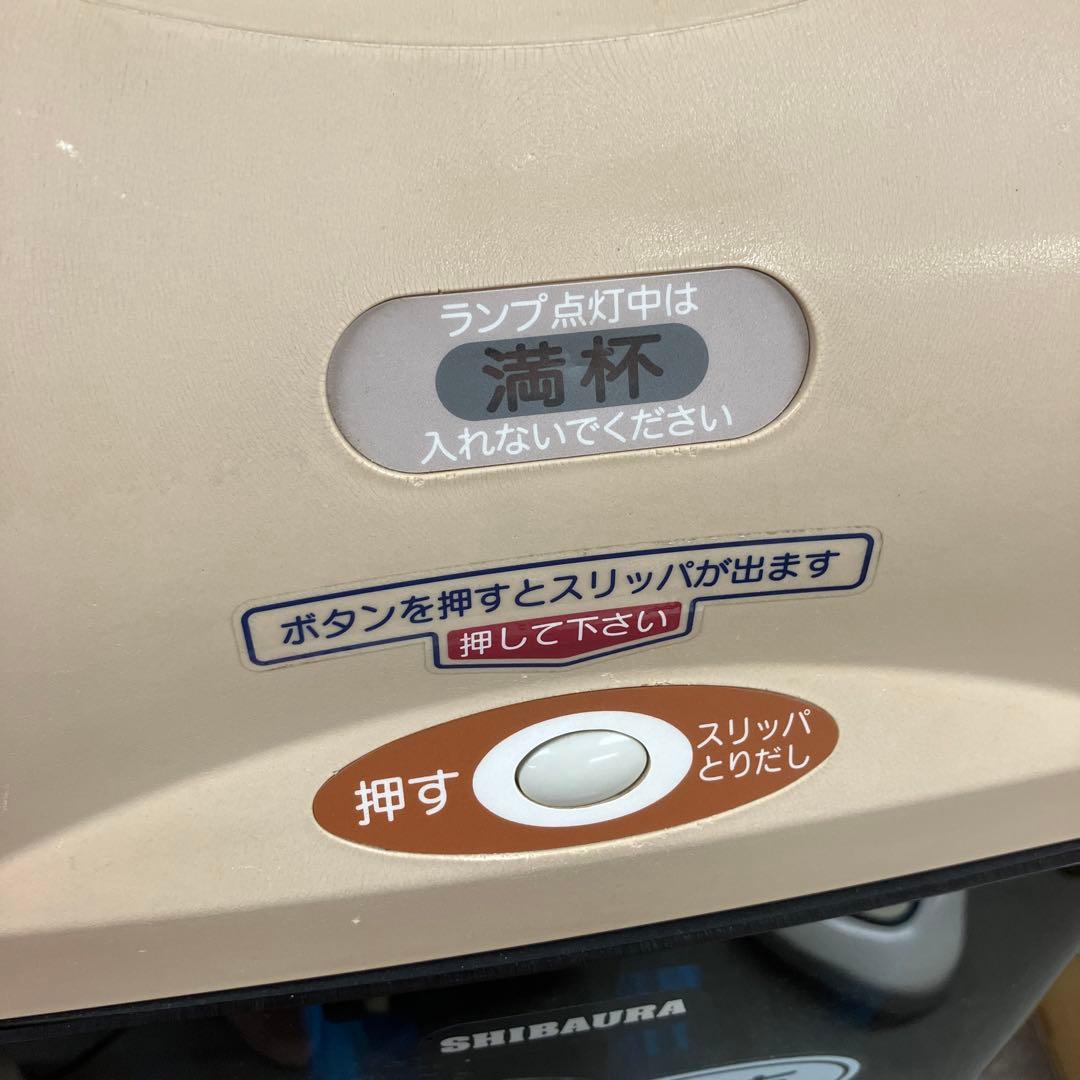 ランプ点灯中は
満杯
入れないでください
ボタンを押すとスリッパが出ます
押して下さい
押す
スリッパ
とりだし
SHIBAURA